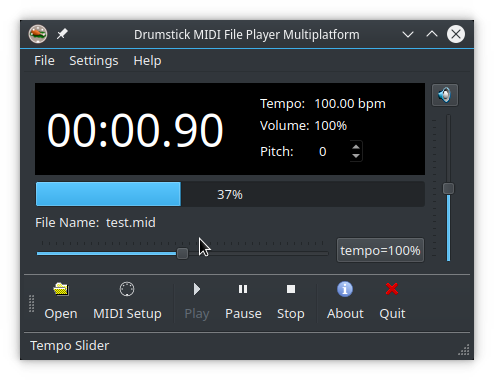 Drumstick MIDI File Player Multiplatform
File Settings Help
00:00.90
Tempo: 100.00 bpm
Volume: 100%
Pitch: 0
37%
File Name: test.mid
tempo=100%
Open MIDI Setup Play Pause Stop About Quit
Tempo Slider